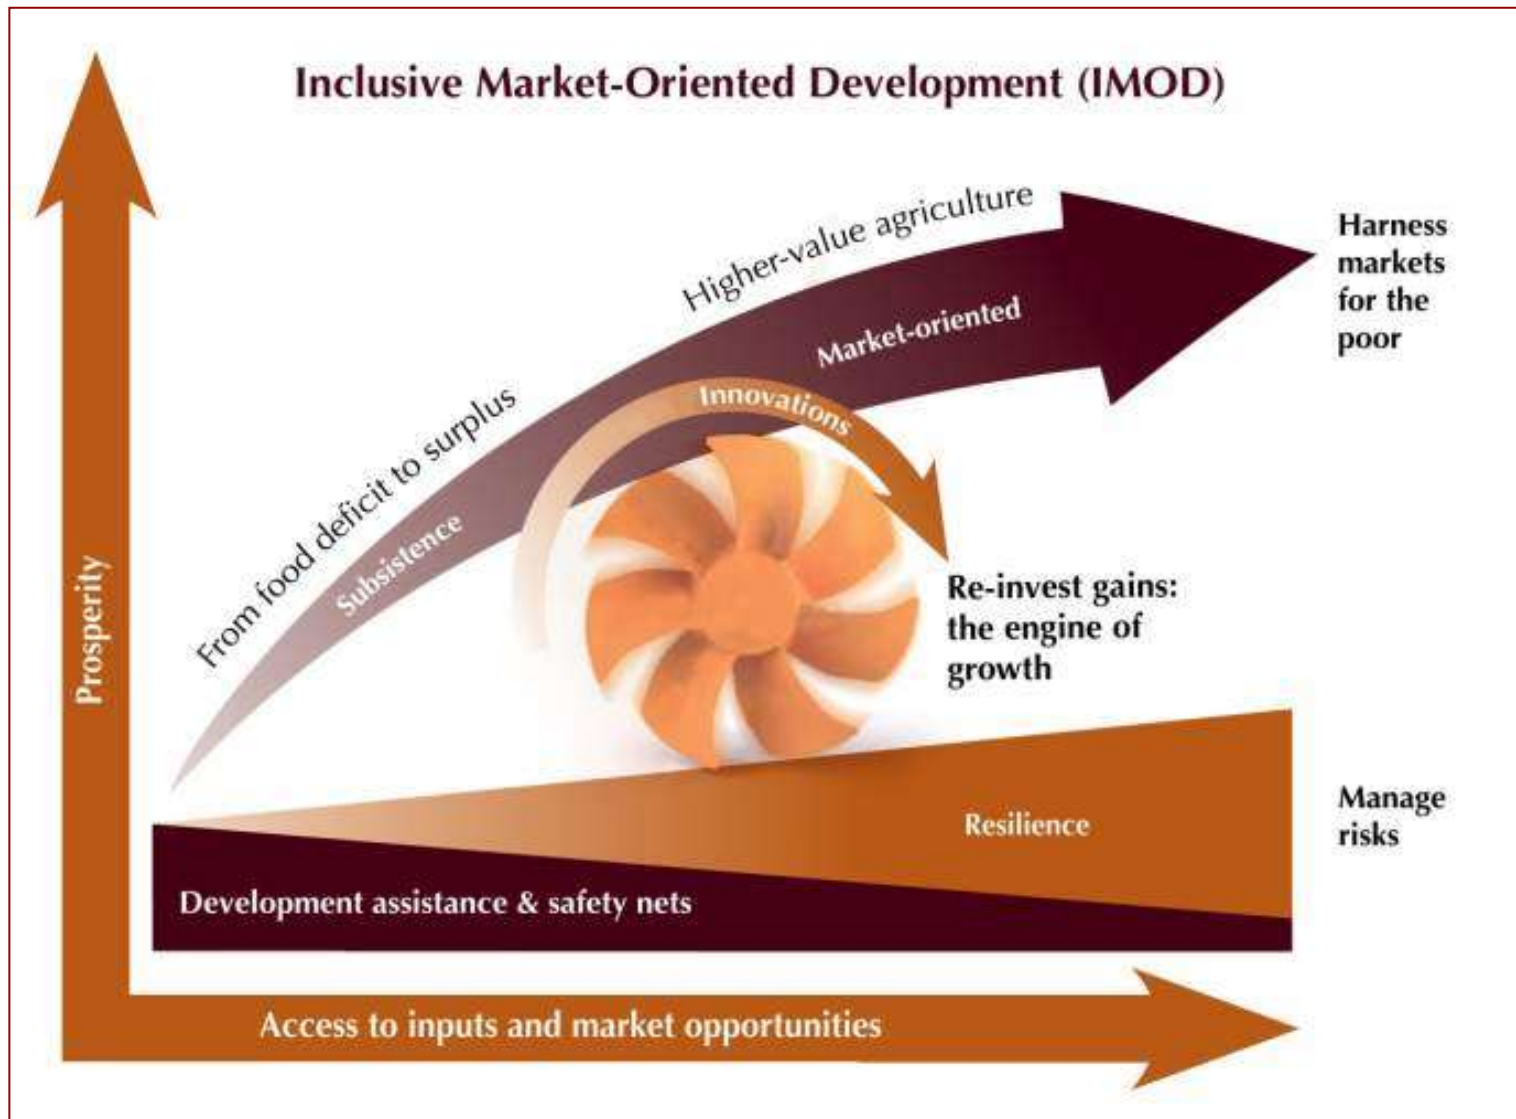 Inclusive Market-Oriented Development (IMOD)
Higher-value agriculture
Harness
markets
for the
poor
Market-oriented
Innovations
From food deficit to surplus
Subsistence
Re-invest gains:
the engine of
growth
Prosperity
Resilience
Manage
risks
Development assistance & safety nets
Access to inputs and market opportunities